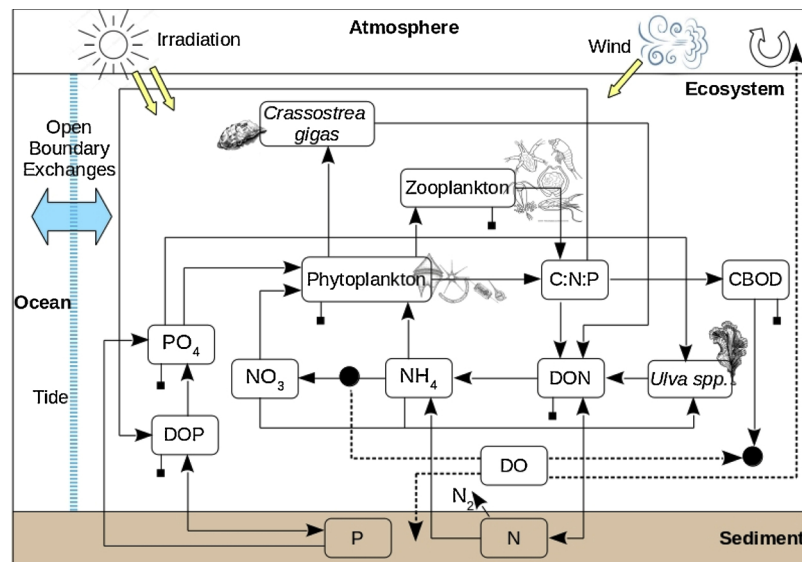 Atmosphere
Irradiation
Wind
Ecosystem
Open
Boundary
Exchanges
Crassostrea
gigas
Zooplankton
Phytoplankton
C:N:P
CBOD
Ocean
PO4
NO3
NH4
DON
Ulva spp.
Tide
DOP
DO
N2
P
N
Sediment